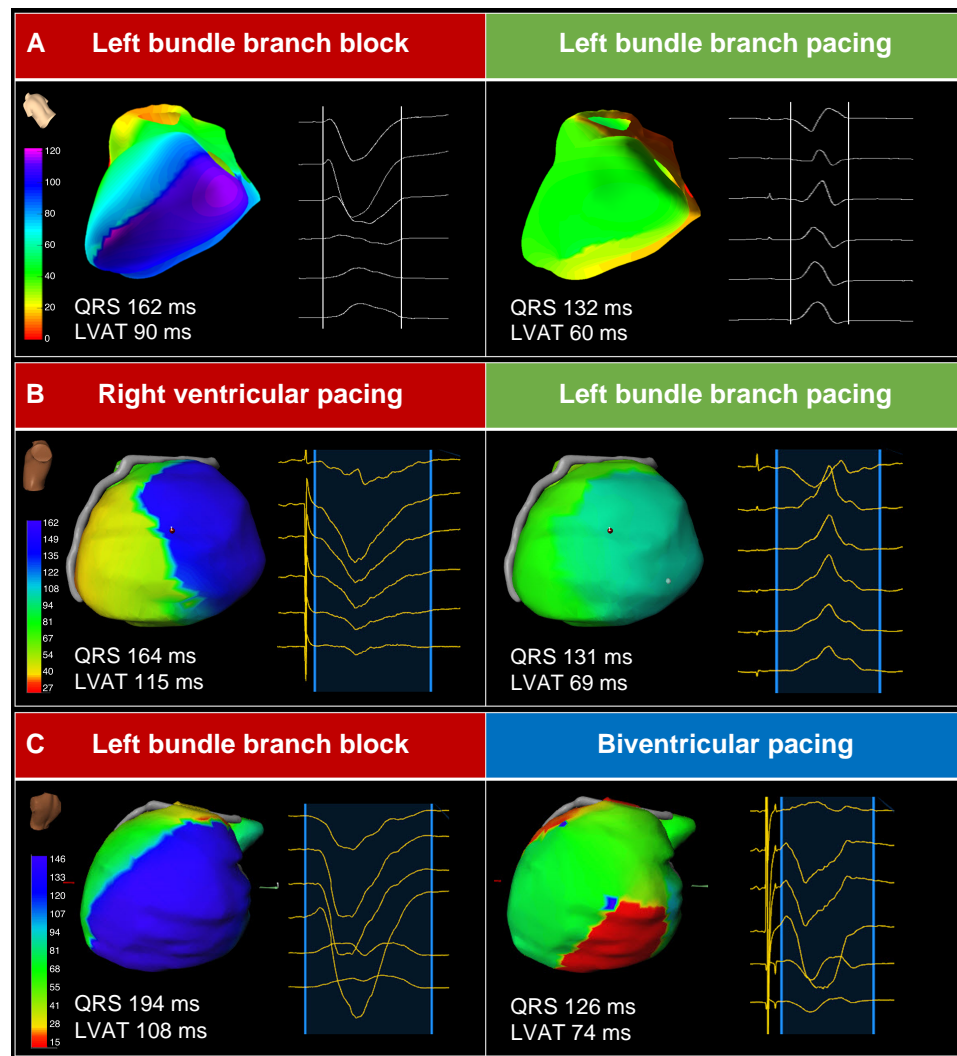 A
Left bundle branch block
Left bundle branch pacing
120
100
80
60
40
20
0
QRS 162 ms
LVAT 90 ms
QRS 132 ms
LVAT 60 ms
B
Right ventricular pacing
Left bundle branch pacing
162
149
135
122
108
94
81
67
54
40
27
QRS 164 ms
LVAT 115 ms
QRS 131 ms
LVAT 69 ms
C
Left bundle branch block
Biventricular pacing
146
133
120
107
94
81
68
55
41
28
15
QRS 194 ms
LVAT 108 ms
QRS 126 ms
LVAT 74 ms